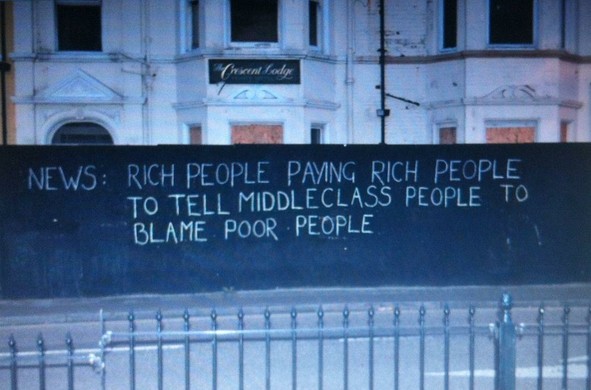 The Crescent Lodge
NEWS: RICH PEOPLE PAYING RICH PEOPLE
TO TELL MIDDLECLASS PEOPLE TO
BLAME POOR PEOPLE